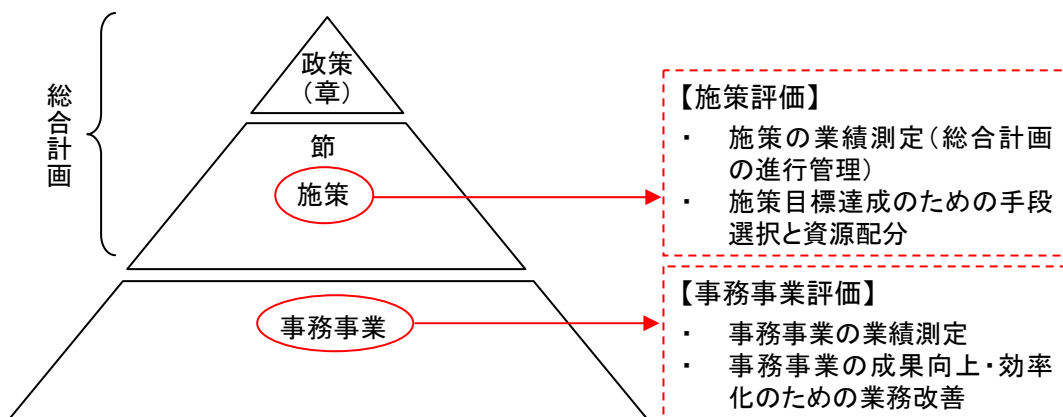 総合計画
政策
（章）
節
施策
事務事業
【施策評価】
・ 施策の業績測定（総合計画
の進行管理）
・ 施策目標達成のための手段
選択と資源配分
【事務事業評価】
・ 事務事業の業績測定
・ 事務事業の成果向上・効率
化のための業務改善